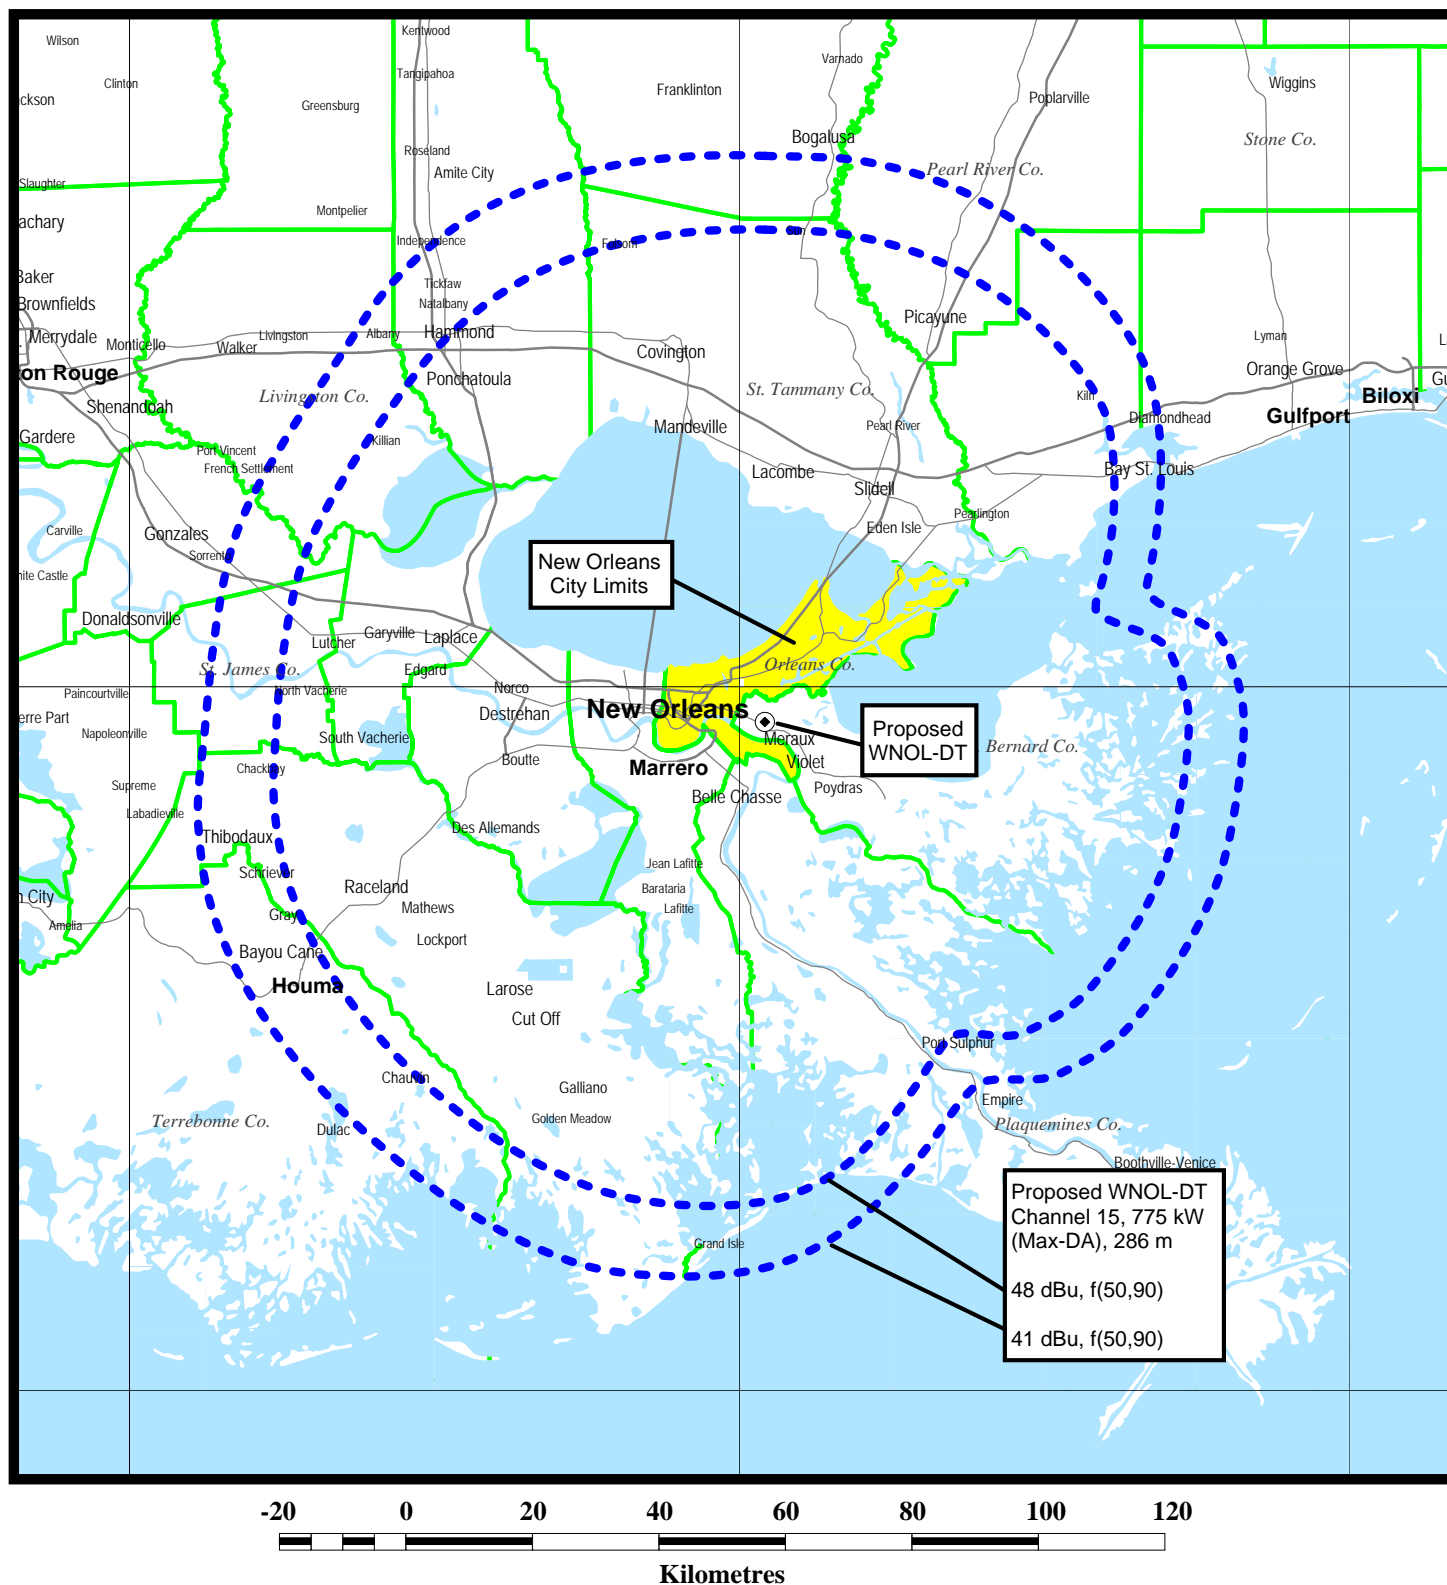 Wilson
Kentwood
Varnado
Clinton
Tangipahoa
Franklinton
Wiggins
ckson
Greensburg
Poplarville
Bogalusa
Stone Co.
Roseland
Amite City
Pearl River Co.
Slaughter
Montpelier
achary
Independence
Folsom
Sun
Baker
Tickfaw
Natalbany
Brownfields
Picayune
Merrydale
Monticello
Walker
Livingston
Albany
Hammond
Covington
Lyman
on Rouge
Ponchatoula
Orange Grove
Gu
Shenandoah
Livingston Co.
St. Tammany Co.
Kiln
Biloxi
Gulfport
Diamondhead
Gardere
Killian
Mandeville
Pearl River
Port Vincent
French Settlement
Lacombe
Bay St. Louis
Slidell
Pearlington
Carville
Gonzales
Eden Isle
Sorrento
New Orleans
City Limits
hite Castle
Donaldsonville
Lutcher
Garyville
Laplace
St. James Co.
Edgard
Orleans Co.
Paincourtville
North Vacherie
Norco
erre Part
Destrehan
New Orleans
Proposed
WNOL-DT
Napoleonville
South Vacherie
Meraux
Bernard Co.
Boutte
Marrero
Violet
Chackbay
Supreme
Belle Chasse
Poydras
Labadieville
Thibodaux
Des Allemands
Schriever
Jean Lafitte
Raceland
Barataria
n City
Mathews
Lafitte
Amelia
Gray
Bayou Cane
Lockport
Houma
Larose
Cut Off
Port Sulphur
Chauvin
Galliano
Empire
Terrebonne Co.
Golden Meadow
Dulac
Plaquemines Co.
Boothville-Venice
Grand Isle
Proposed WNOL-DT
Channel 15, 775 kW
(Max-DA), 286 m
48 dBu, f(50,90)
41 dBu, f(50,90)
-20 0 20 40 60 80 100 120
Kilometres